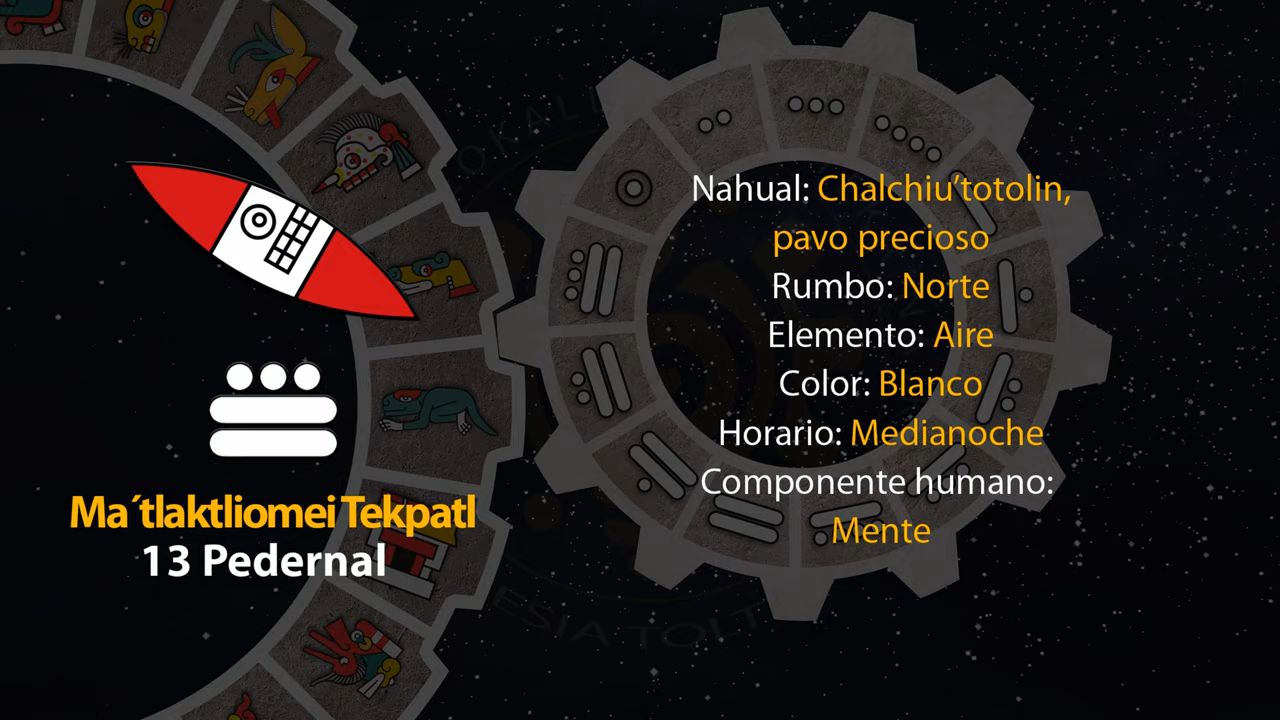 Ma´tlaktliomei Tekpatl
13 Pedernal
Nahual: Chalchiu’totolin,
pavo precioso
Rumbo: Norte
Elemento: Aire
Color: Blanco
Horario: Medianoche
Componente humano:
Mente